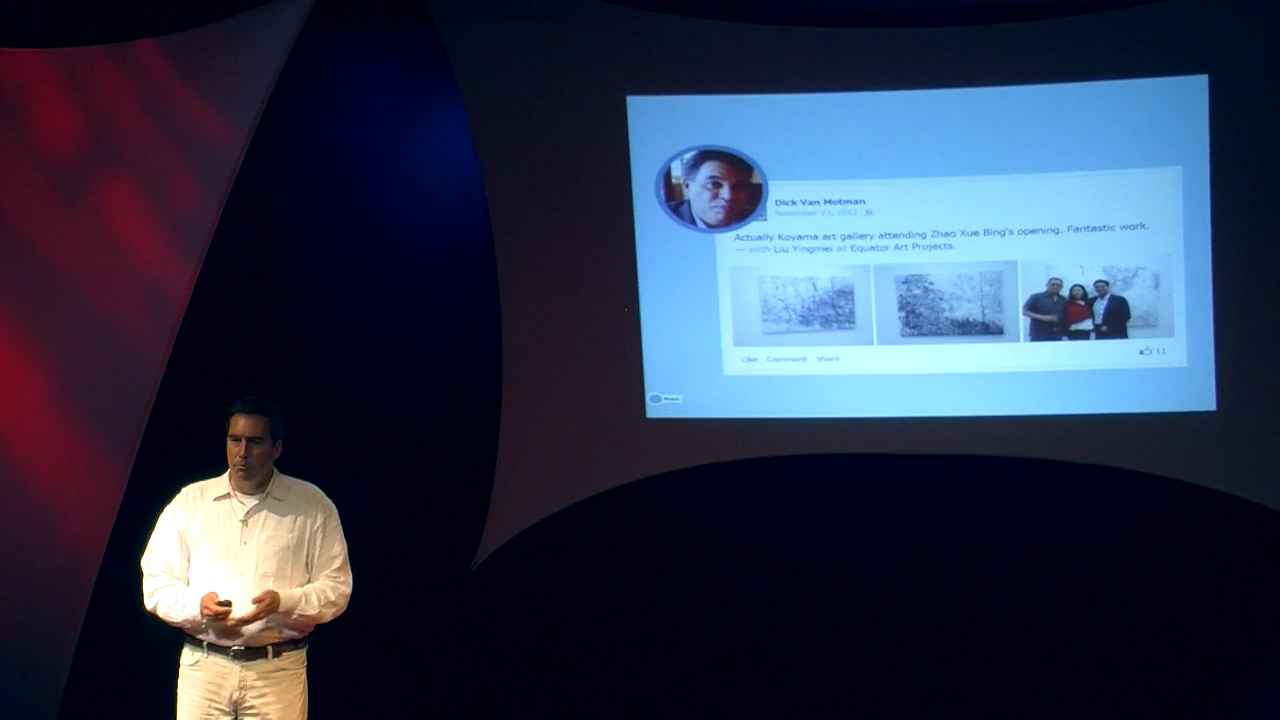 Dick Van Motman
November 23, 2012
Actually Koyama art gallery attending Zhao Xue Bing's opening. Fantastic work.
— with Liu Yingmei at Equator Art Projects.
Like Comment Share
11